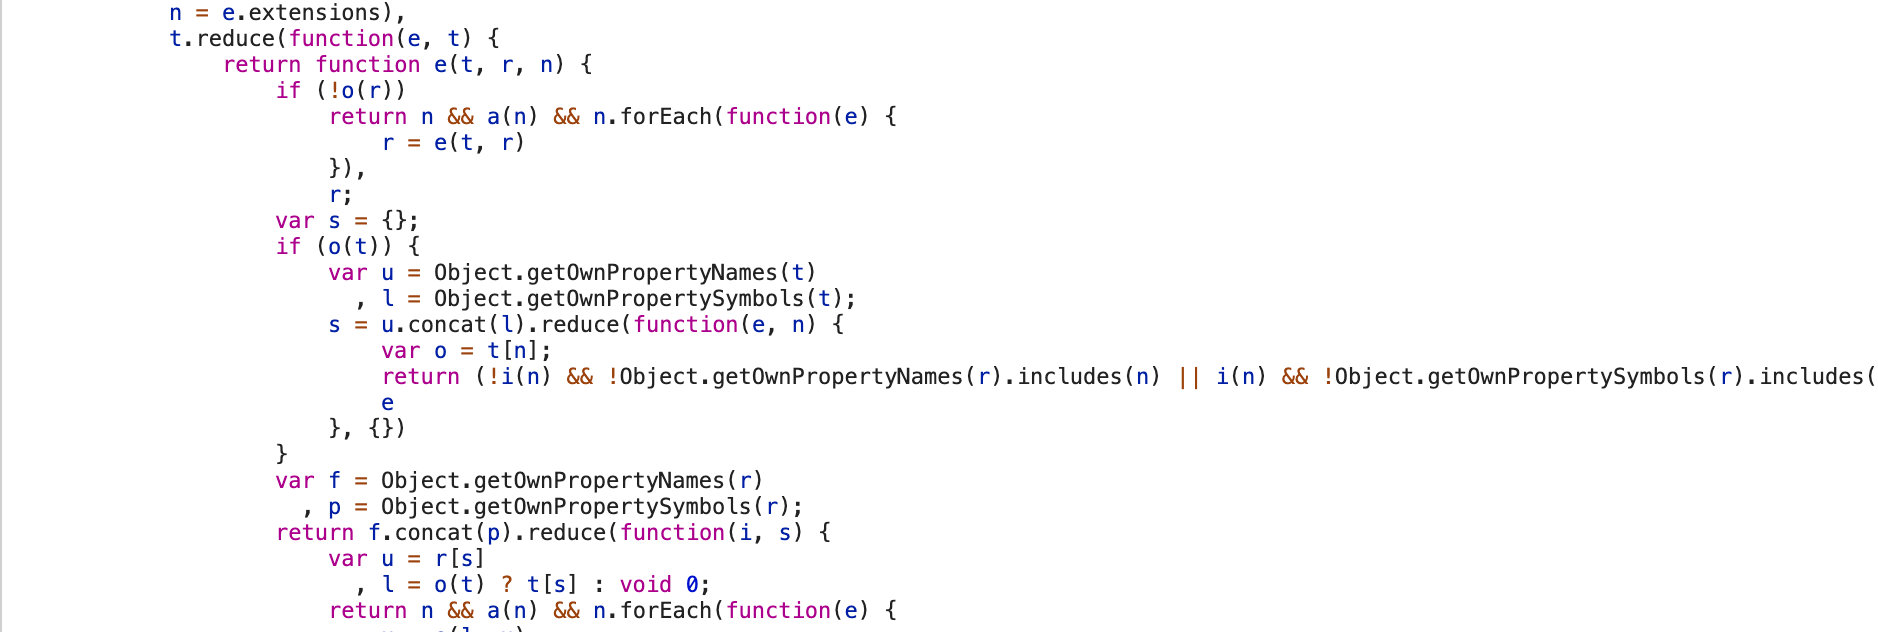 n = e.extensions),
t.reduce(function(e, t) {
return function e(t, r, n) {
if (!o(r))
return n && a(n) && n.forEach(function(e) {
r = e(t, r)
}),
r;
var s = {};
if (o(t)) {
var u = Object.getOwnPropertyNames(t)
, l = Object.getOwnPropertySymbols(t);
s = u.concat(l).reduce(function(e, n) {
var o = t[n];
return (!i(n) && !Object.getOwnPropertyNames(r).includes(n) || i(n) && !Object.getOwnPropertySymbols(r).includes(
e
}, {})
}
var f = Object.getOwnPropertyNames(r)
, p = Object.getOwnPropertySymbols(r);
return f.concat(p).reduce(function(i, s) {
var u = r[s]
, l = o(t) ? t[s] : void 0;
return n && a(n) && n.forEach(function(e) {